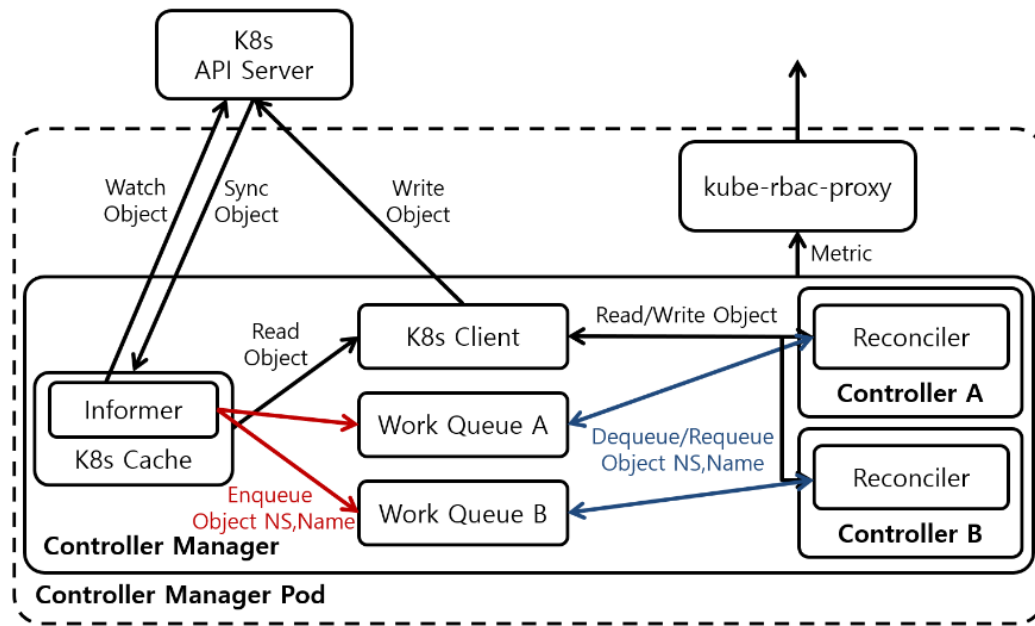 K8s
API Server
Watch
Object
Sync
Object
Write
Object
kube-rbac-proxy
Metric
Read
Object
K8s Client
Read/Write Object
Reconciler
Controller A
Informer
K8s Cache
Work Queue A
Dequeue/Requeue
Object NS,Name
Enqueue
Object NS,Name
Work Queue B
Reconciler
Controller B
Controller Manager
Controller Manager Pod